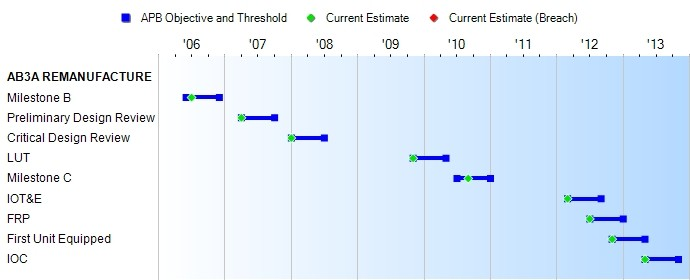 APB Objective and Threshold Current Estimate Current Estimate (Breach)
'06 '07 '08 '09 '10 '11 '12 '13
AB3A REMANUFACTURE
Milestone B
Preliminary Design Review
Critical Design Review
LUT
Milestone C
IOT&E
FRP
First Unit Equipped
IOC